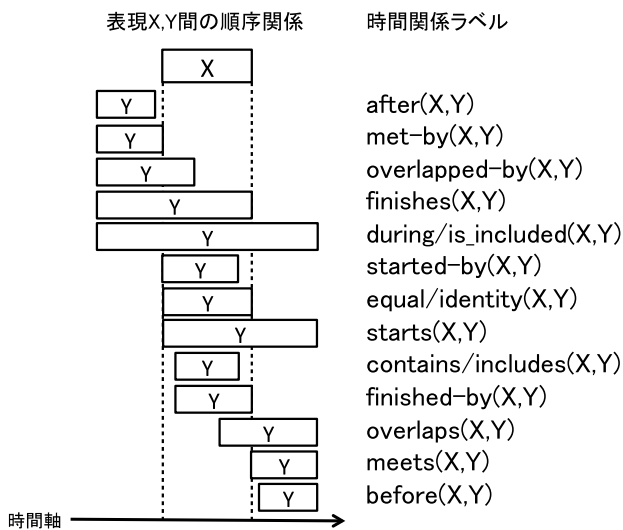 表現X,Y間の順序関係 時間関係ラベル
X
Y after(X,Y)
Y met-by(X,Y)
Y overlapped-by(X,Y)
Y finishes(X,Y)
Y during/is_included(X,Y)
Y started-by(X,Y)
Y equal/identity(X,Y)
Y starts(X,Y)
Y contains/includes(X,Y)
Y finished-by(X,Y)
Y overlaps(X,Y)
Y meets(X,Y)
Y before(X,Y)
時間軸